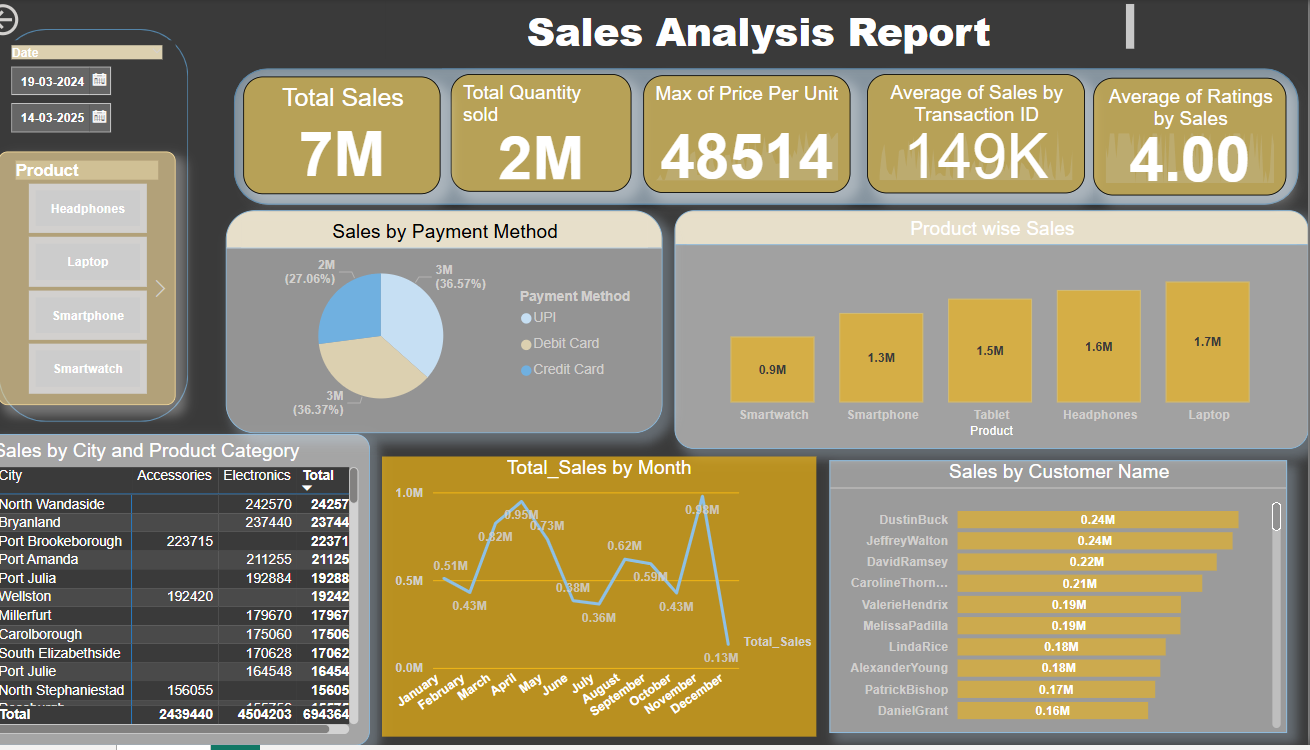 Sales Analysis Report
Date
19-03-2024
14-03-2025
Product
Headphones
Laptop
Smartphone
Smartwatch
Total Sales
7M
Total Quantity
sold
2M
Max of Price Per Unit
48514
Average of Sales by
Transaction ID
149K
Average of Ratings
by Sales
4.00
Sales by Payment Method
2M
(27.06%)
3M
(36.57%)
3M
(36.37%)
Payment Method
UPI
Debit Card
Credit Card
Product wise Sales
0.9M
1.3M
1.5M
1.6M
1.7M
Smartwatch
Smartphone
Tablet
Headphones
Laptop
Product
Sales by City and Product Category
City Accessories Electronics Total
North Wandaside 242570 24257
Bryanland 237440 23744
Port Brookeborough 223715 22371
Port Amanda 211255 21125
Port Julia 192884 19288
Wellston 192420 19242
Millerfurt 179670 17967
Carolborough 175060 17506
South Elizabethside 170628 17062
Port Julie 164548 16454
North Stephaniestad 156055 15605
Total 2439440 4504203 694364
Total_Sales by Month
1.0M
0.5M
0.0M
0.51M
0.43M
0.82M
0.95M
0.73M
0.38M
0.36M
0.62M
0.59M
0.43M
0.98M
0.13M
Total_Sales
January
February
March
April
May
June
July
August
September
October
November
December
Sales by Customer Name
DustinBuck 0.24M
JeffreyWalton 0.24M
DavidRamsey 0.22M
CarolineThorn... 0.21M
ValerieHendrix 0.19M
MelissaPadilla 0.19M
LindaRice 0.18M
AlexanderYoung 0.18M
PatrickBishop 0.17M
DanielGrant 0.16M